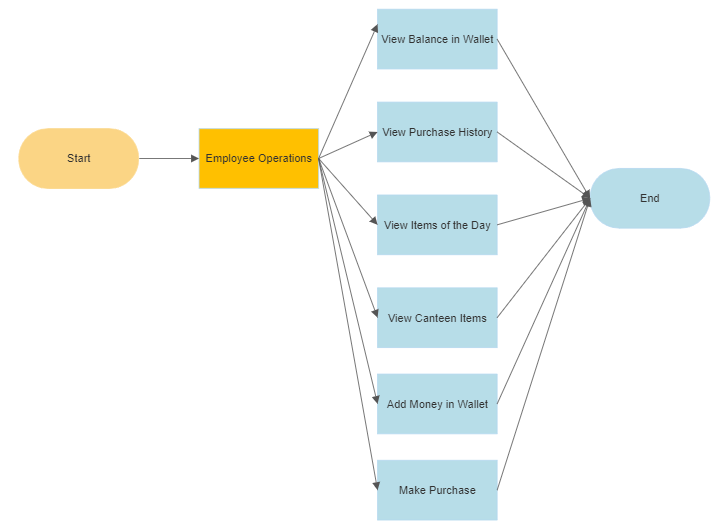 Start
Employee Operations
View Balance in Wallet
View Purchase History
View Items of the Day
View Canteen Items
Add Money in Wallet
Make Purchase
End